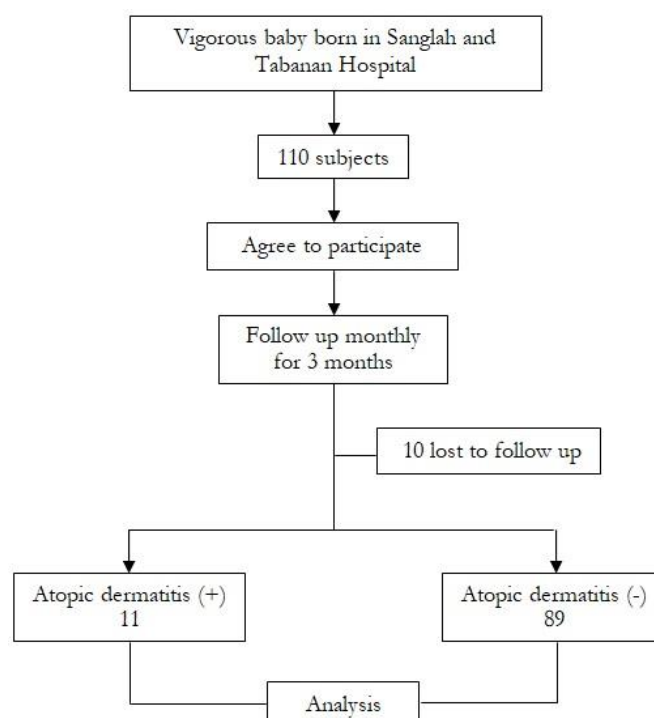 Vigorous baby born in Sanglah and
Tabanan Hospital
110 subjects
Agree to participate
Follow up monthly
for 3 months
10 lost to follow up
Atopic dermatitis (+)
11
Atopic dermatitis (-)
89
Analysis